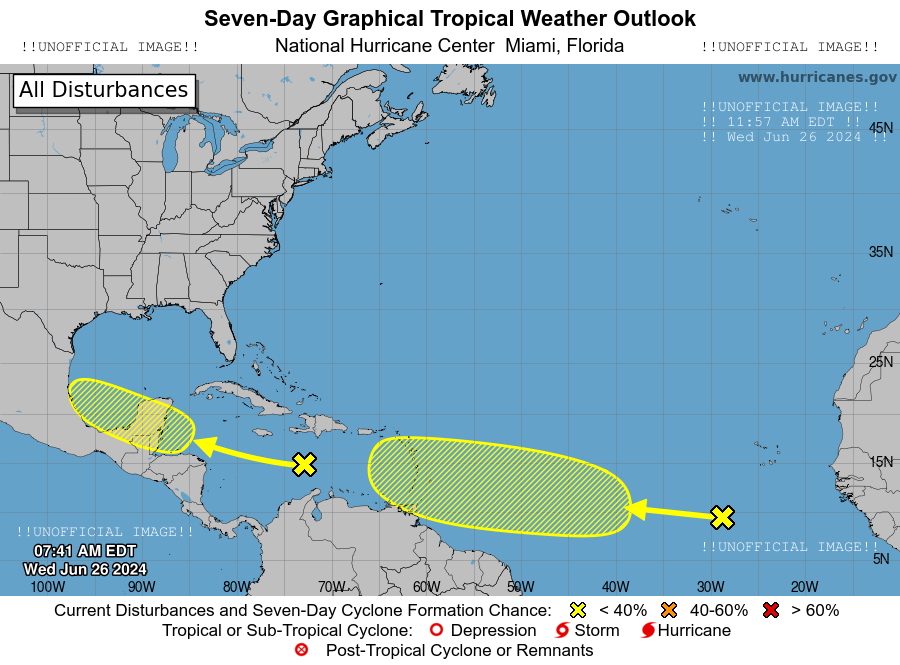 Seven-Day Graphical Tropical Weather Outlook
National Hurricane Center  Miami, Florida
!!UNOFFICIAL IMAGE!!
!!UNOFFICIAL IMAGE!!
All Disturbances
www.hurricanes.gov
!!UNOFFICIAL IMAGE!!
!! 11:57 AM EDT !!
!! Wed Jun 26 2024 !!
45N
35N
25N
15N
!!UNOFFICIAL IMAGE!!
!!UNOFFICIAL IMAGE!!
07:41 AM EDT
Wed Jun 26 2024
5N
100W 90W 80W 70W 60W 50W 40W 30W 20W
Current Disturbances and Seven-Day Cyclone Formation Chance: < 40% 40-60% > 60%
Tropical or Sub-Tropical Cyclone: Depression Storm Hurricane
Post-Tropical Cyclone or Remnants